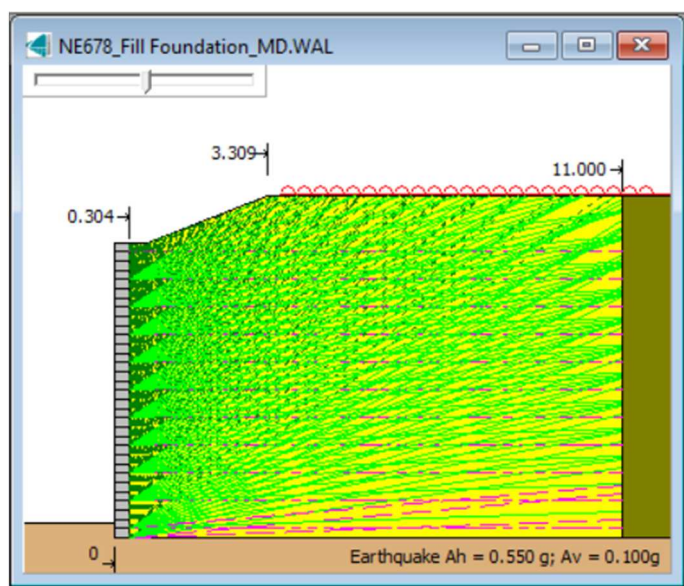 NE678_Fill Foundation_MD.WAL
3.309
11.000
0.304
0
Earthquake Ah = 0.550 g; Av = 0.100g